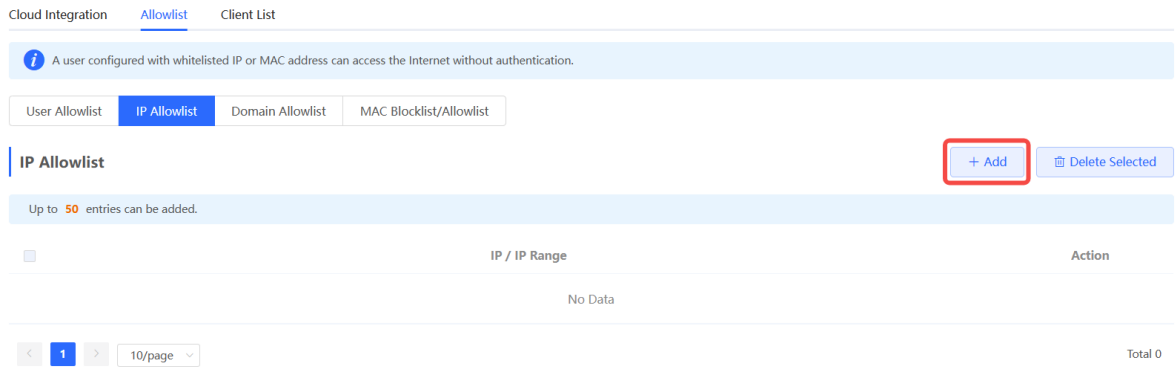 Cloud Integration Allowlist Client List
A user configured with whitelisted IP or MAC address can access the Internet without authentication.
User Allowlist IP Allowlist Domain Allowlist MAC Blocklist/Allowlist
IP Allowlist + Add Delete Selected
Up to 50 entries can be added.
IP / IP Range Action
No Data
< 1 > 10/page Total 0